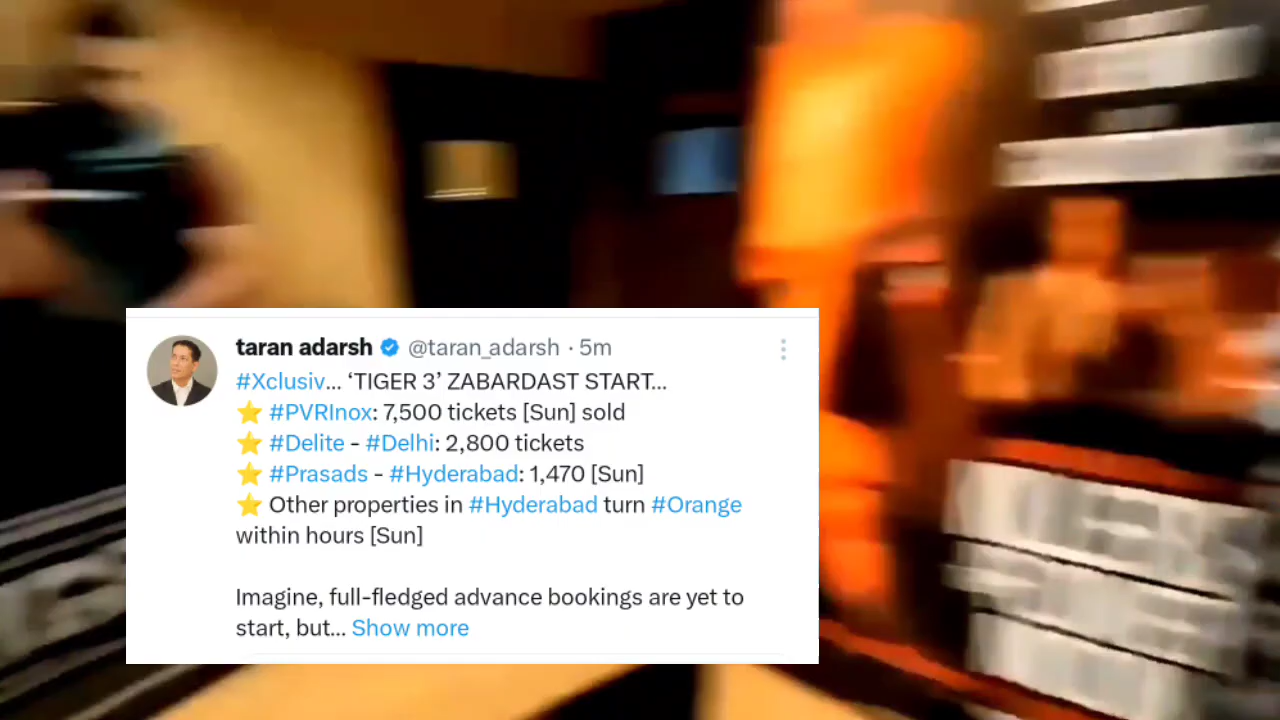 taran adarsh @taran_adarsh · 5m
#Xclusiv... ‘TIGER 3’ ZABARDAST START...
⭐ #PVRInox: 7,500 tickets [Sun] sold
⭐ #Delite - #Delhi: 2,800 tickets
⭐ #Prasads - #Hyderabad: 1,470 [Sun]
⭐ Other properties in #Hyderabad turn #Orange
within hours [Sun]
Imagine, full-fledged advance bookings are yet to
start, but... Show more